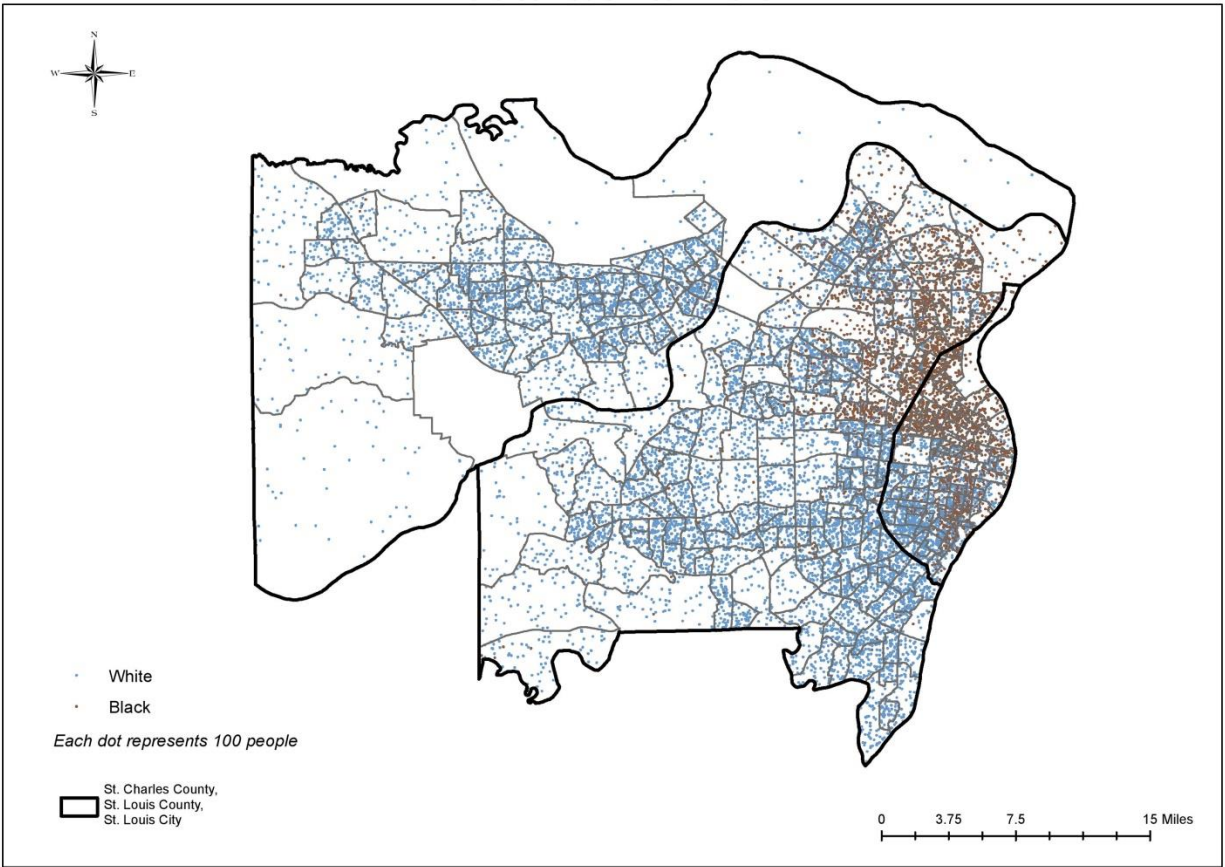 N
W E
S
White
Black
Each dot represents 100 people
St. Charles County,
St. Louis County,
St. Louis City
0 3.75 7.5 15 Miles